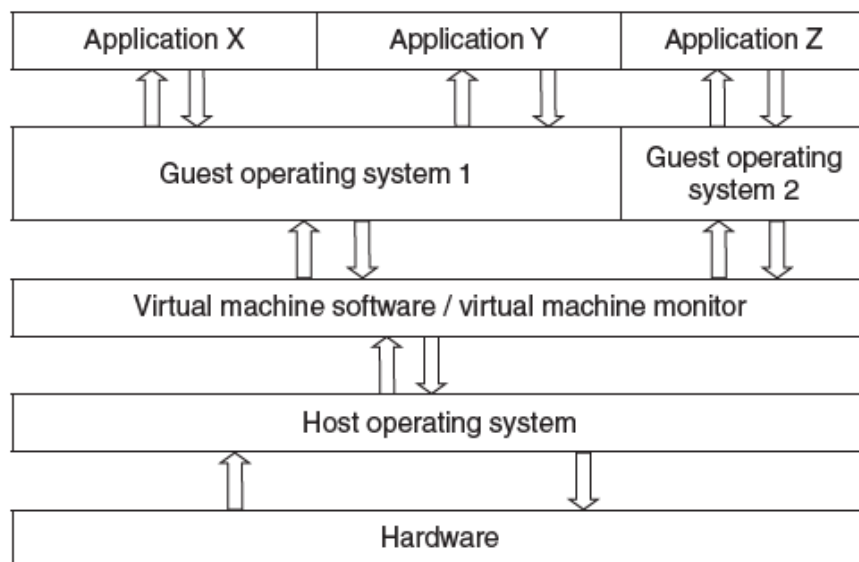 Application X
Application Y
Application Z
Guest operating system 1
Guest operating
system 2
Virtual machine software / virtual machine monitor
Host operating system
Hardware